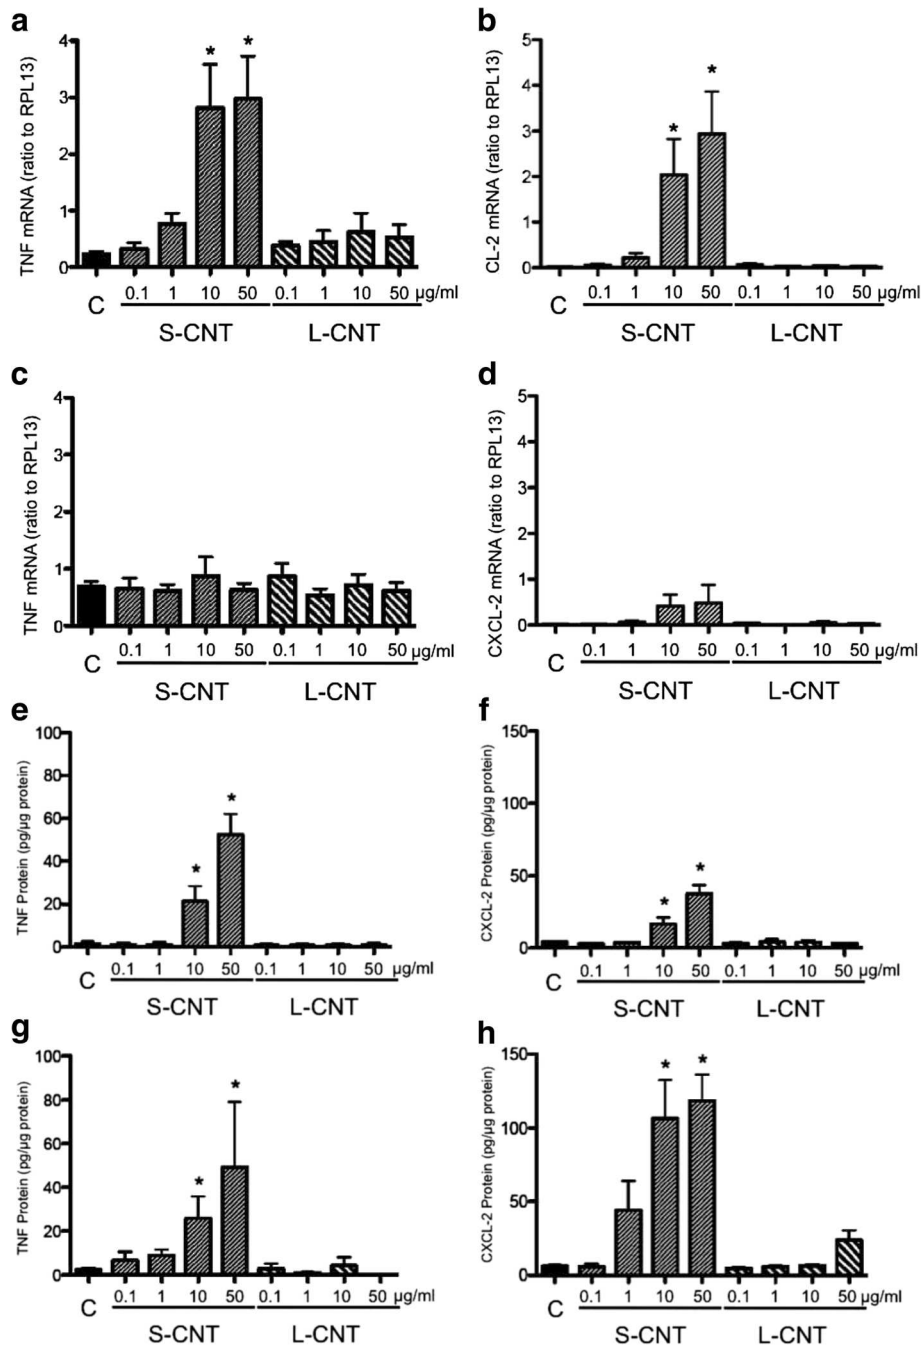 a
TNF mRNA (ratio to RPL13)
4
3
2
1
0
*
*
C
0.1 1 10 50 0.1 1 10 50 µg/ml
S-CNT L-CNT
b
CL-2 mRNA (ratio to RPL13)
5
4
3
2
1
0
*
*
C
0.1 1 10 50 0.1 1 10 50 µg/ml
S-CNT L-CNT
c
TNF mRNA (ratio to RPL13)
4
3
2
1
0
C
0.1 1 10 50 0.1 1 10 50 µg/ml
S-CNT L-CNT
d
CXCL-2 mRNA (ratio to RPL13)
5
4
3
2
1
0
C
0.1 1 10 50 0.1 1 10 50 µg/ml
S-CNT L-CNT
e
TNF Protein (pg/µg protein)
100
80
60
40
20
0
*
*
C
0.1 1 10 50 0.1 1 10 50 µg/ml
S-CNT L-CNT
f
CXCL-2 Protein (pg/µg protein)
150
100
50
0
*
*
C
0.1 1 10 50 0.1 1 10 50 µg/ml
S-CNT L-CNT
g
TNF Protein (pg/µg protein)
100
80
60
40
20
0
*
*
C
0.1 1 10 50 0.1 1 10 50 µg/ml
S-CNT L-CNT
h
CXCL-2 Protein (pg/µg protein)
150
100
50
0
*
*
C
0.1 1 10 50 0.1 1 10 50 µg/ml
S-CNT L-CNT